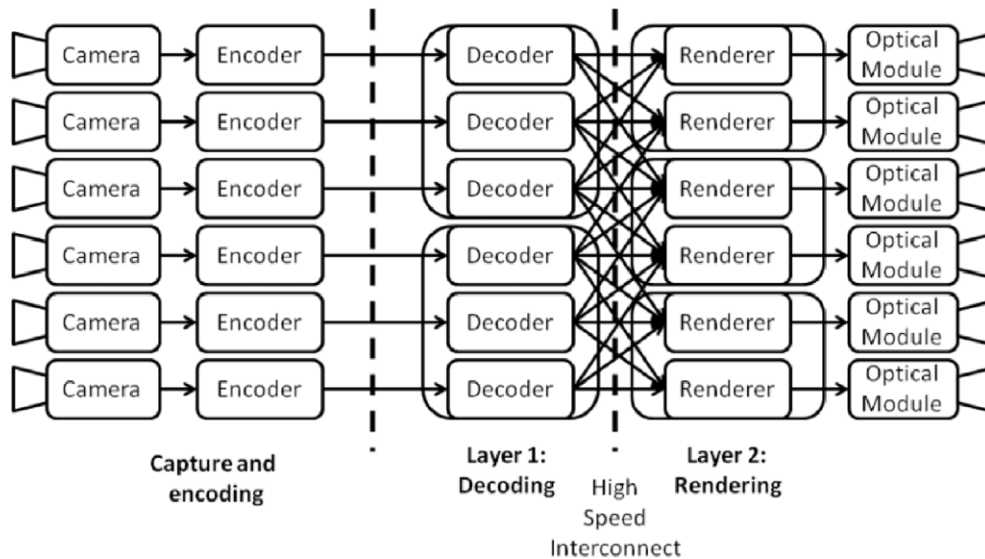 Camera Encoder Decoder Renderer Optical Module
Camera Encoder Decoder Renderer Optical Module
Camera Encoder Decoder Renderer Optical Module
Camera Encoder Decoder Renderer Optical Module
Camera Encoder Decoder Renderer Optical Module
Camera Encoder Decoder Renderer Optical Module
Capture and
encoding
Layer 1:
Decoding
High
Speed
Interconnect
Layer 2:
Rendering